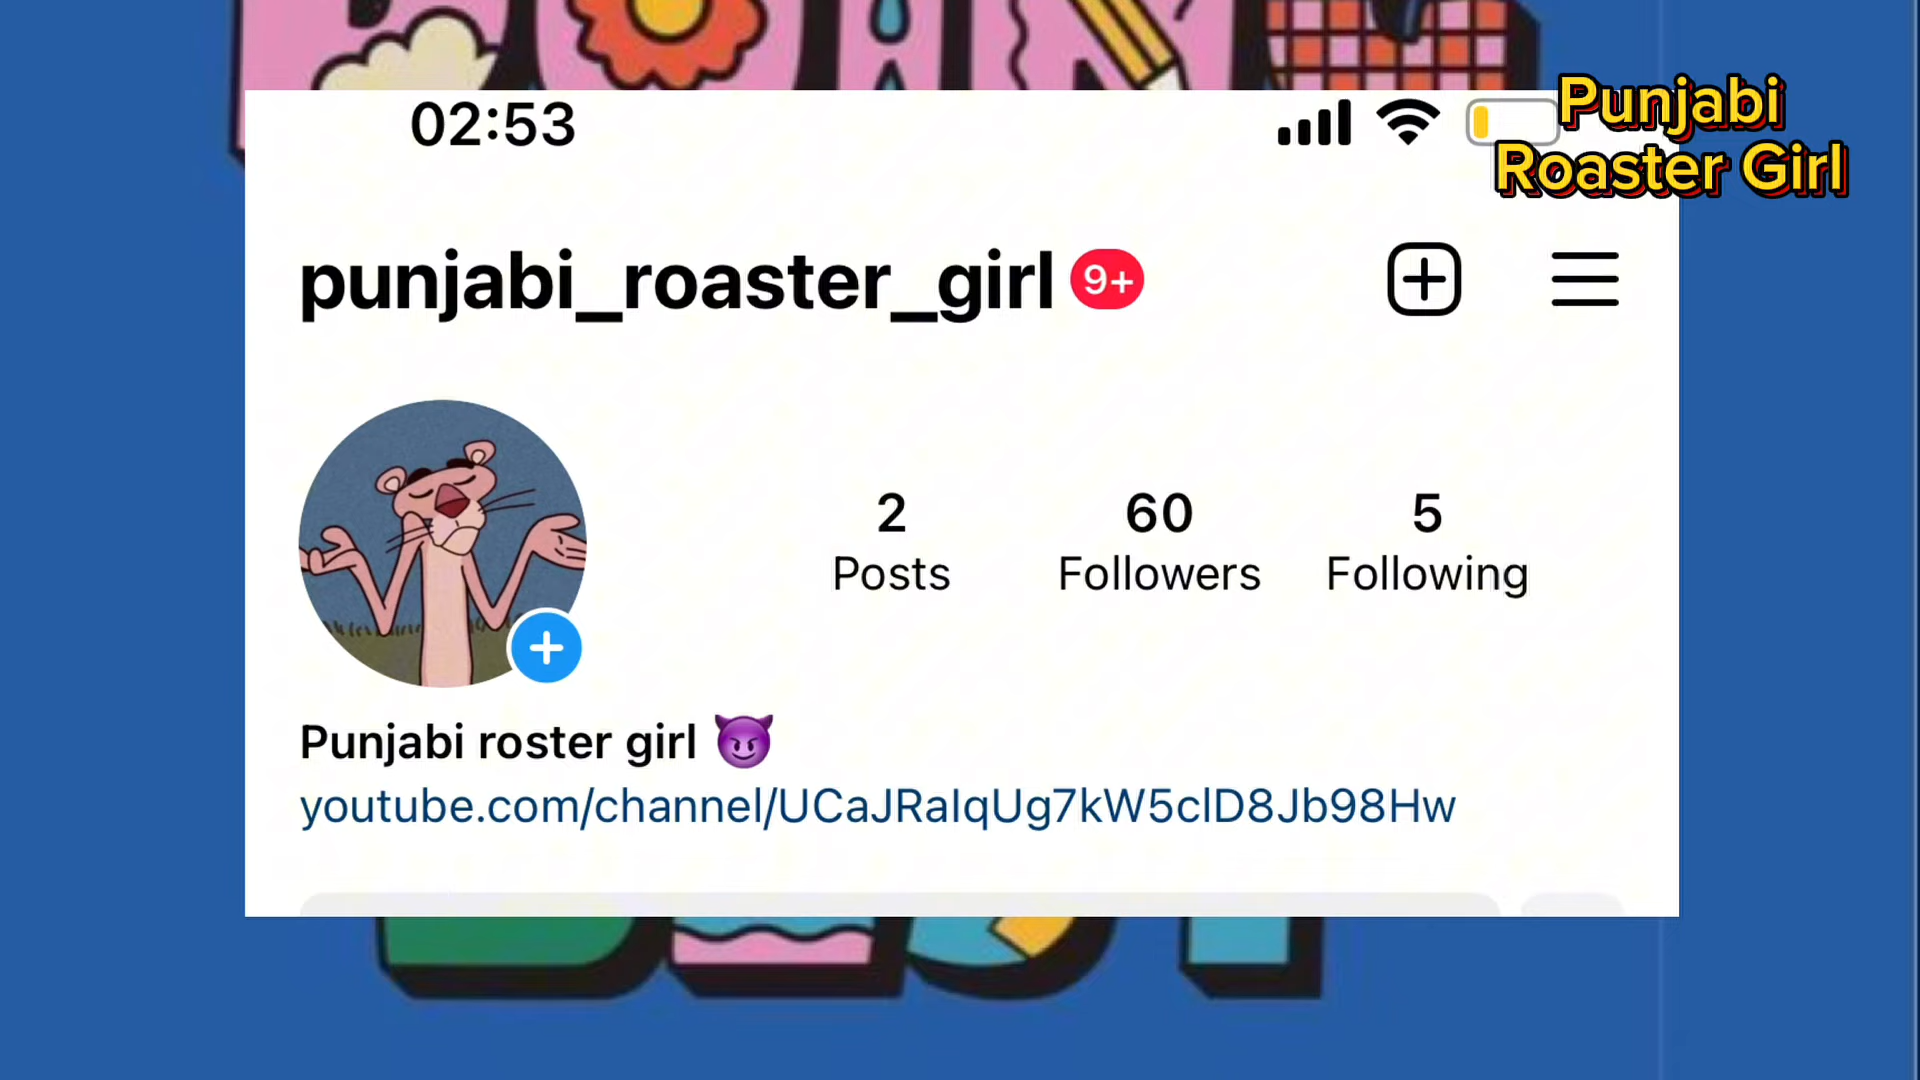 02:53
Punjabi
Roaster Girl
punjabi_roaster_girl 9+
2 60 5
Posts Followers Following
Punjabi roster girl 😈
youtube.com/channel/UCaJRaIqUg7kW5clD8Jb98Hw